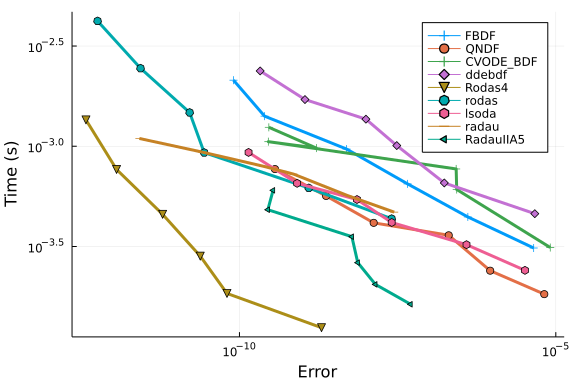 10⁻²·⁵
10⁻³·⁰
10⁻³·⁵
Time (s)
10⁻¹⁰
10⁻⁵
Error
FBDF
QNDF
CVODE_BDF
ddebdf
Rodas4
rodas
lsoda
radau
RadauIIA5